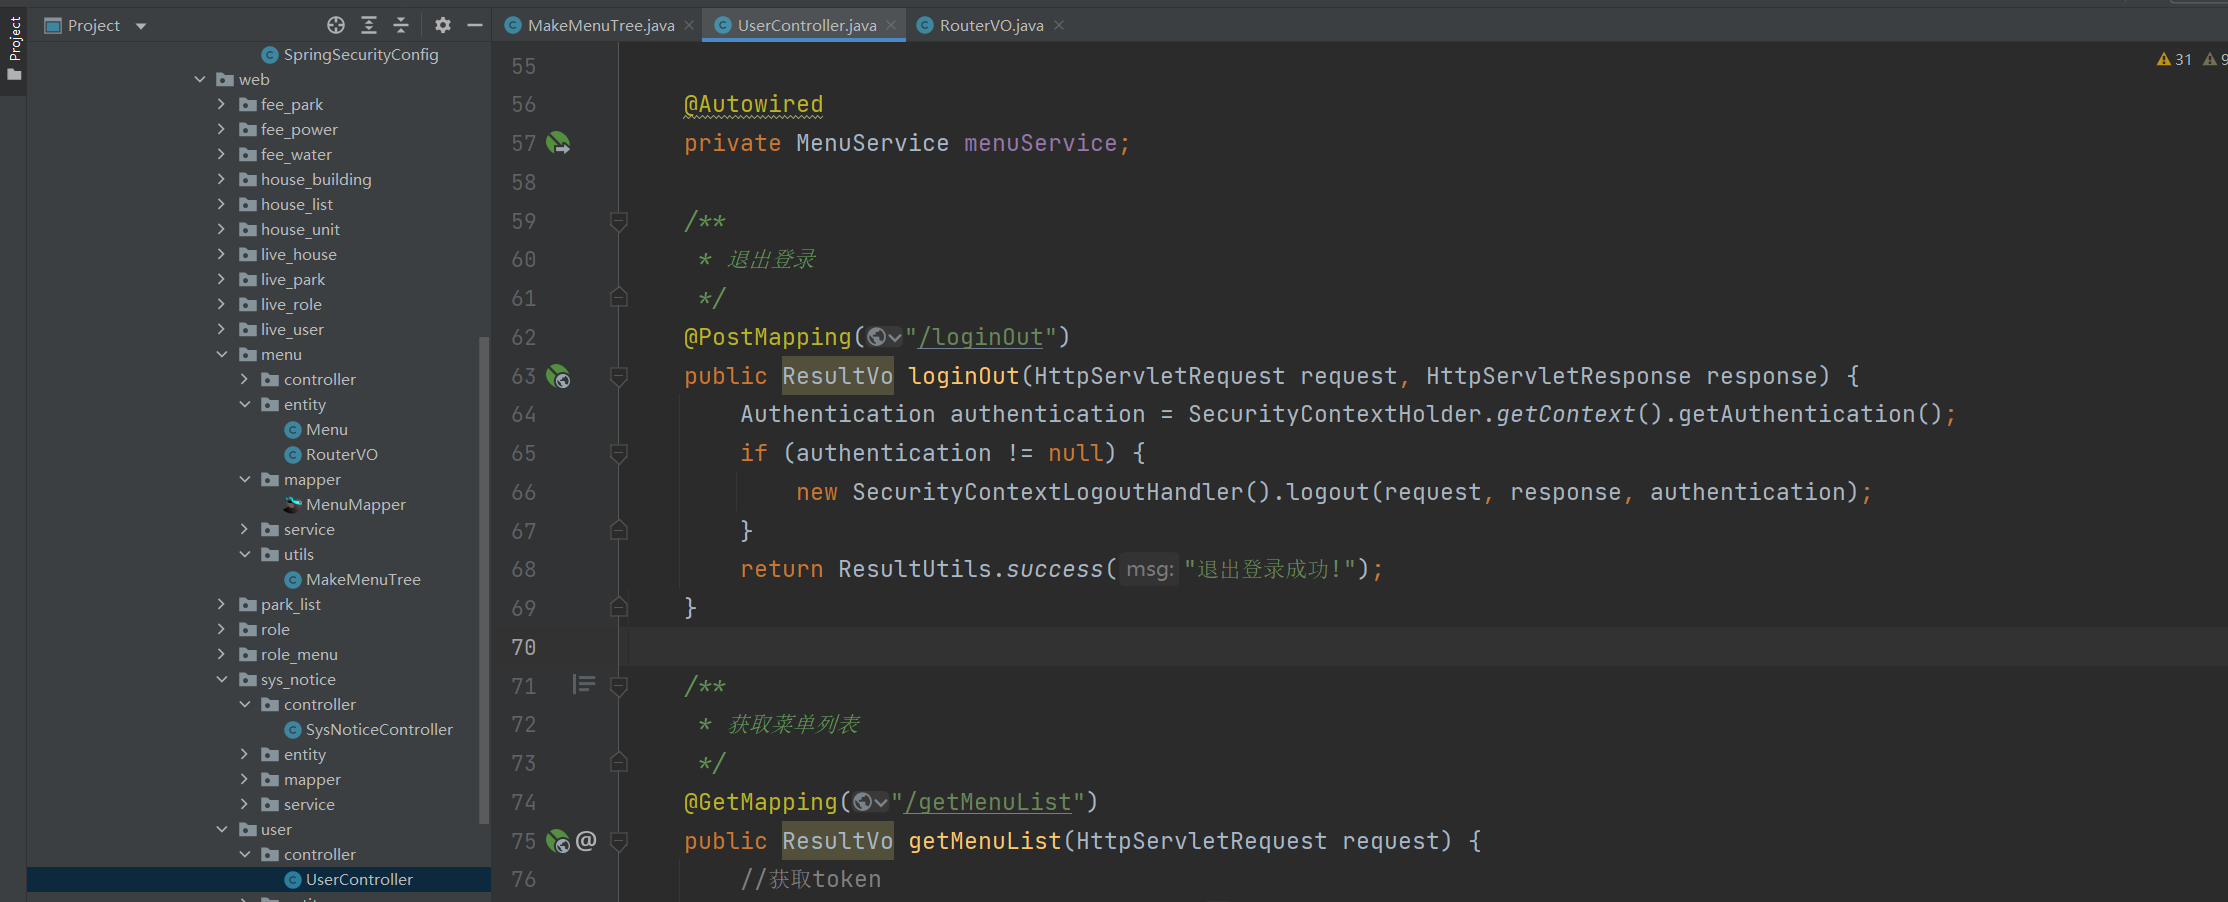 Project
Project
SpringSecurityConfig
web
fee_park
fee_power
fee_water
house_building
house_list
house_unit
live_house
live_park
live_role
live_user
menu
controller
entity
Menu
RouterVO
mapper
MenuMapper
service
utils
MakeMenuTree
park_list
role
role_menu
sys_notice
controller
SysNoticeController
entity
mapper
service
user
controller
UserController
MakeMenuTree.java
UserController.java
RouterVO.java
31 9
55
56 @Autowired
57 private MenuService menuService;
58
59 /**
60 * 退出登录
61 */
62 @PostMapping("/loginOut")
63 public ResultVo loginOut(HttpServletRequest request, HttpServletResponse response) {
64 Authentication authentication = SecurityContextHolder.getContext().getAuthentication();
65 if (authentication != null) {
66 new SecurityContextLogoutHandler().logout(request, response, authentication);
67 }
68 return ResultUtils.success( msg: "退出登录成功!");
69 }
70
71 /**
72 * 获取菜单列表
73 */
74 @GetMapping("/getMenuList")
75 @ public ResultVo getMenuList(HttpServletRequest request) {
76 //获取token